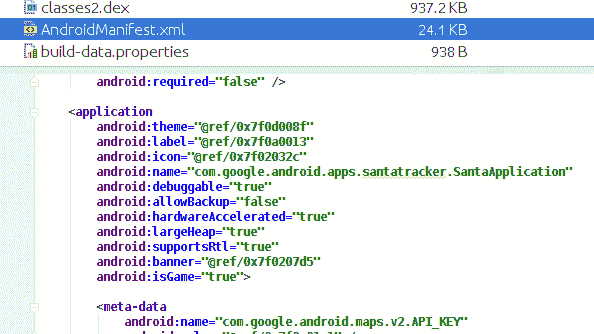 classes2.dex 937.2 KB
AndroidManifest.xml 24.1 KB
build-data.properties 938 B
android:required="false" />
<application
android:theme="@ref/0x7f0d008f"
android:label="@ref/0x7f0a0013"
android:icon="@ref/0x7f02032c"
android:name="com.google.android.apps.santatracker.SantaApplication"
android:debuggable="true"
android:allowBackup="false"
android:hardwareAccelerated="true"
android:largeHeap="true"
android:supportsRtl="true"
android:banner="@ref/0x7f0207d5"
android:isGame="true">
<meta-data
android:name="com.google.android.maps.v2.API_KEY"